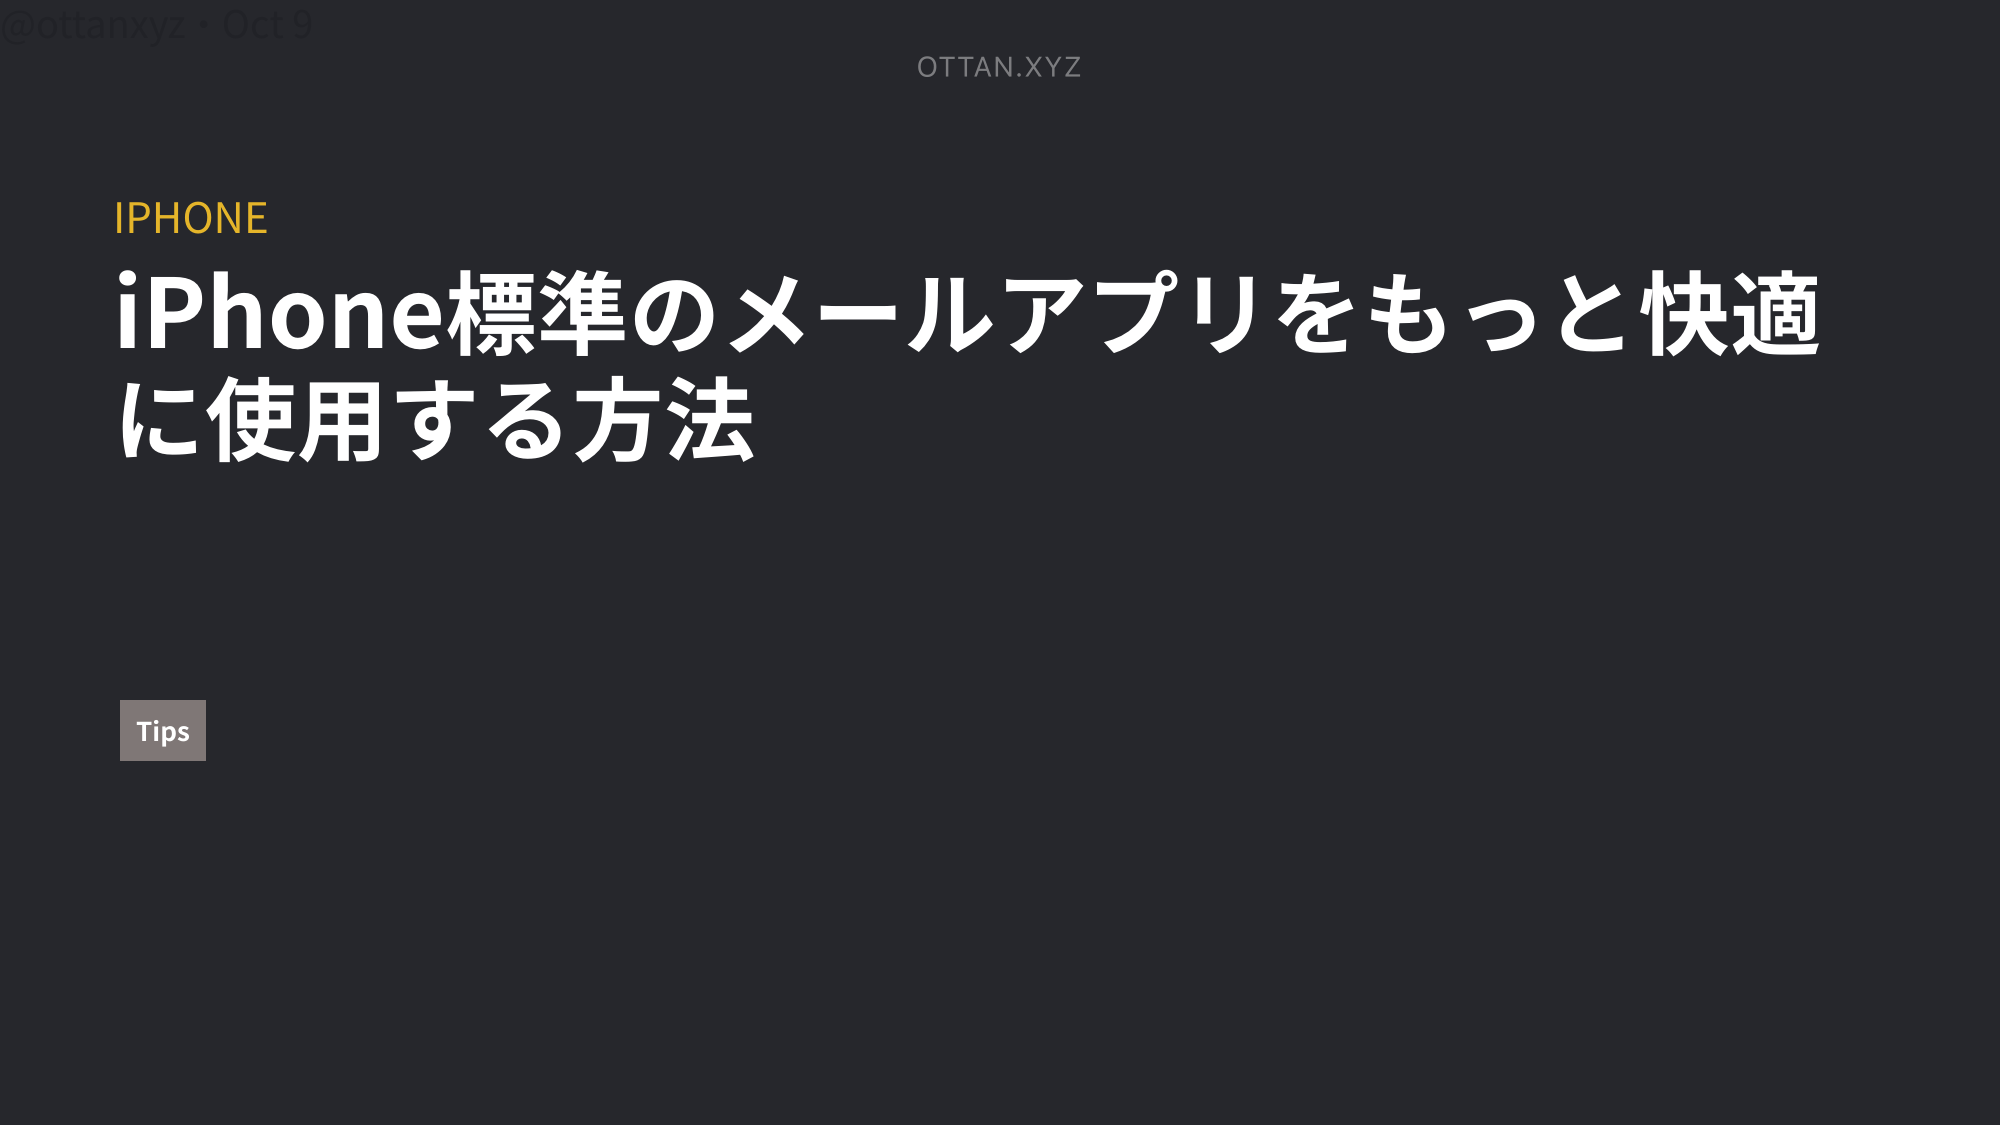 @ottanxyz・Oct 9
OTTAN.XYZ
IPHONE
iPhone標準のメールアプリをもっと快適
に使用する方法
Tips